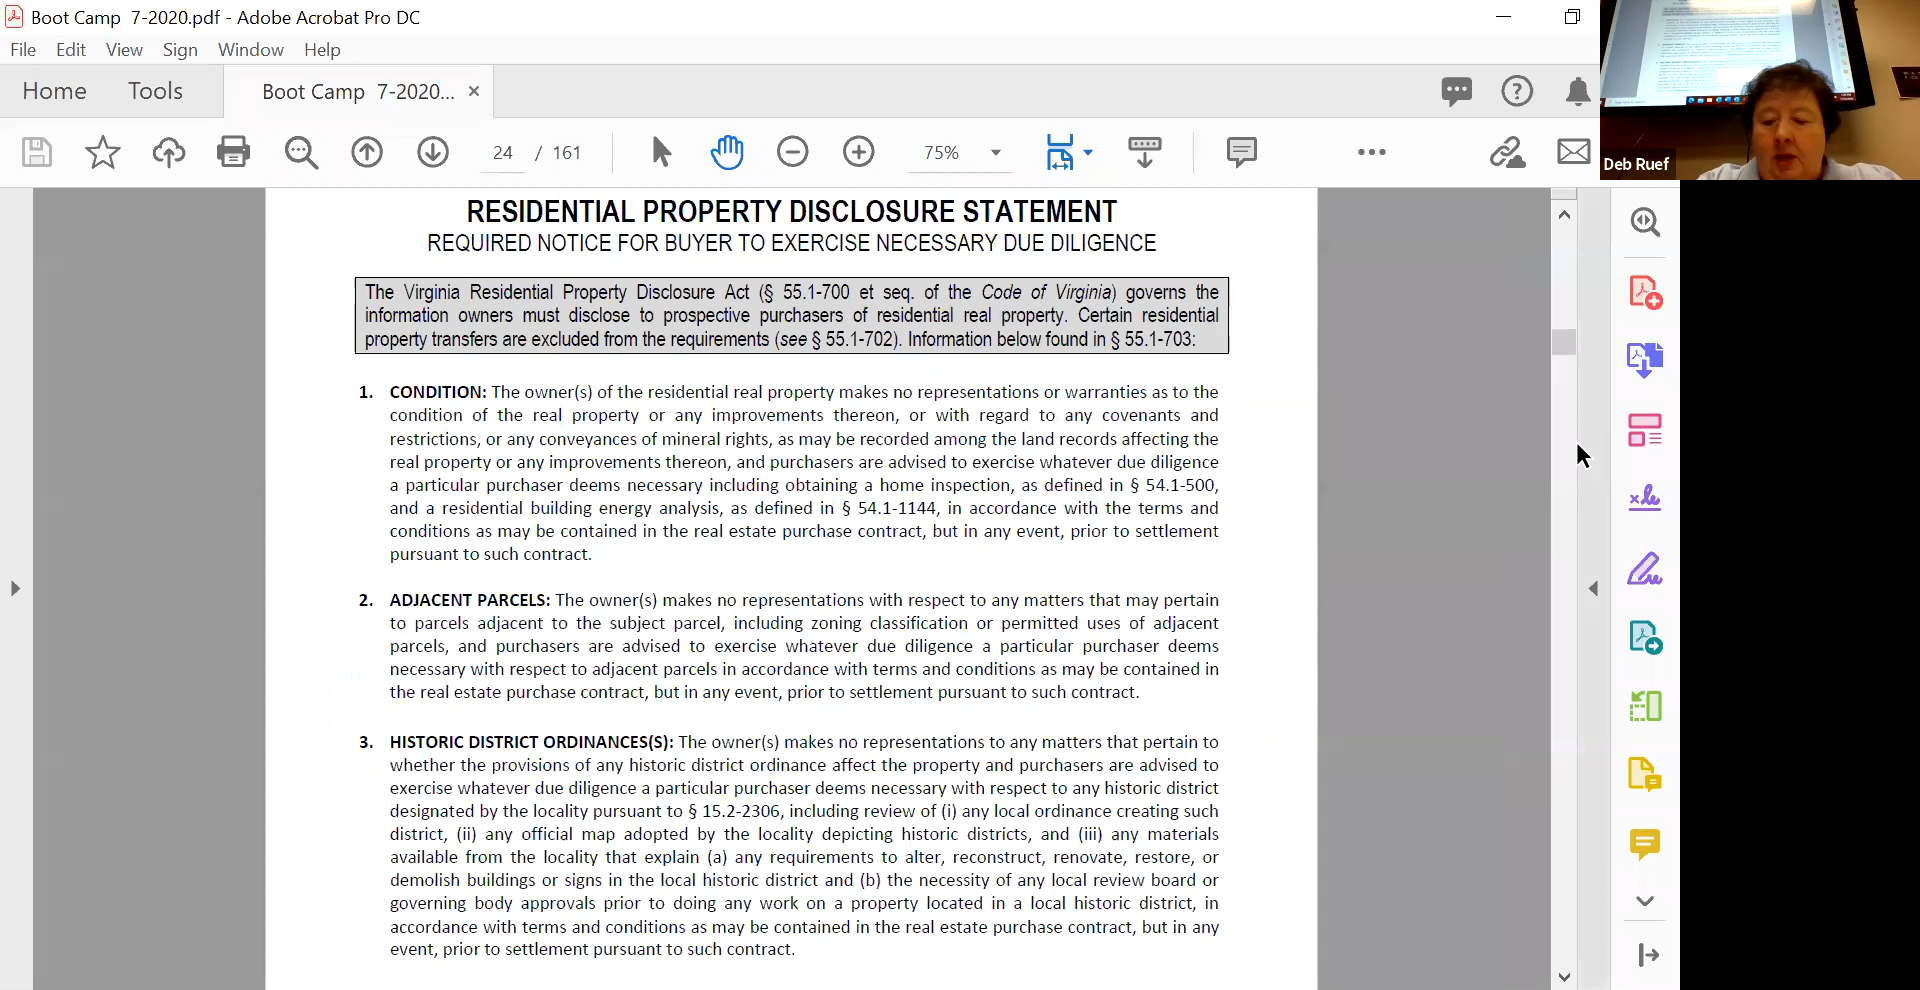 Boot Camp 7-2020.pdf - Adobe Acrobat Pro DC
File Edit View Sign Window Help
Home Tools Boot Camp 7-2020... ×
24 / 161 75%
Deb Ruef
RESIDENTIAL PROPERTY DISCLOSURE STATEMENT
REQUIRED NOTICE FOR BUYER TO EXERCISE NECESSARY DUE DILIGENCE
The Virginia Residential Property Disclosure Act (§ 55.1-700 et seq. of the Code of Virginia) governs the
information owners must disclose to prospective purchasers of residential real property. Certain residential
property transfers are excluded from the requirements (see § 55.1-702). Information below found in § 55.1-703:
1. CONDITION: The owner(s) of the residential real property makes no representations or warranties as to the
condition of the real property or any improvements thereon, or with regard to any covenants and
restrictions, or any conveyances of mineral rights, as may be recorded among the land records affecting the
real property or any improvements thereon, and purchasers are advised to exercise whatever due diligence
a particular purchaser deems necessary including obtaining a home inspection, as defined in § 54.1-500,
and a residential building energy analysis, as defined in § 54.1-1144, in accordance with the terms and
conditions as may be contained in the real estate purchase contract, but in any event, prior to settlement
pursuant to such contract.
2. ADJACENT PARCELS: The owner(s) makes no representations with respect to any matters that may pertain
to parcels adjacent to the subject parcel, including zoning classification or permitted uses of adjacent
parcels, and purchasers are advised to exercise whatever due diligence a particular purchaser deems
necessary with respect to adjacent parcels in accordance with terms and conditions as may be contained in
the real estate purchase contract, but in any event, prior to settlement pursuant to such contract.
3. HISTORIC DISTRICT ORDINANCES(S): The owner(s) makes no representations to any matters that pertain to
whether the provisions of any historic district ordinance affect the property and purchasers are advised to
exercise whatever due diligence a particular purchaser deems necessary with respect to any historic district
designated by the locality pursuant to § 15.2-2306, including review of (i) any local ordinance creating such
district, (ii) any official map adopted by the locality depicting historic districts, and (iii) any materials
available from the locality that explain (a) any requirements to alter, reconstruct, renovate, restore, or
demolish buildings or signs in the local historic district and (b) the necessity of any local review board or
governing body approvals prior to doing any work on a property located in a local historic district, in
accordance with terms and conditions as may be contained in the real estate purchase contract, but in any
event, prior to settlement pursuant to such contract.